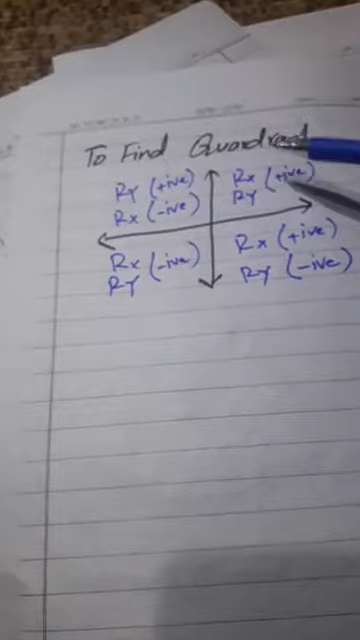 To Find Quadrant
Ry (+ive)
Rx (-ive)
Rx (+ive)
Ry
Rx (-ive)
Ry
Rx (+ive)
Ry (-ive)